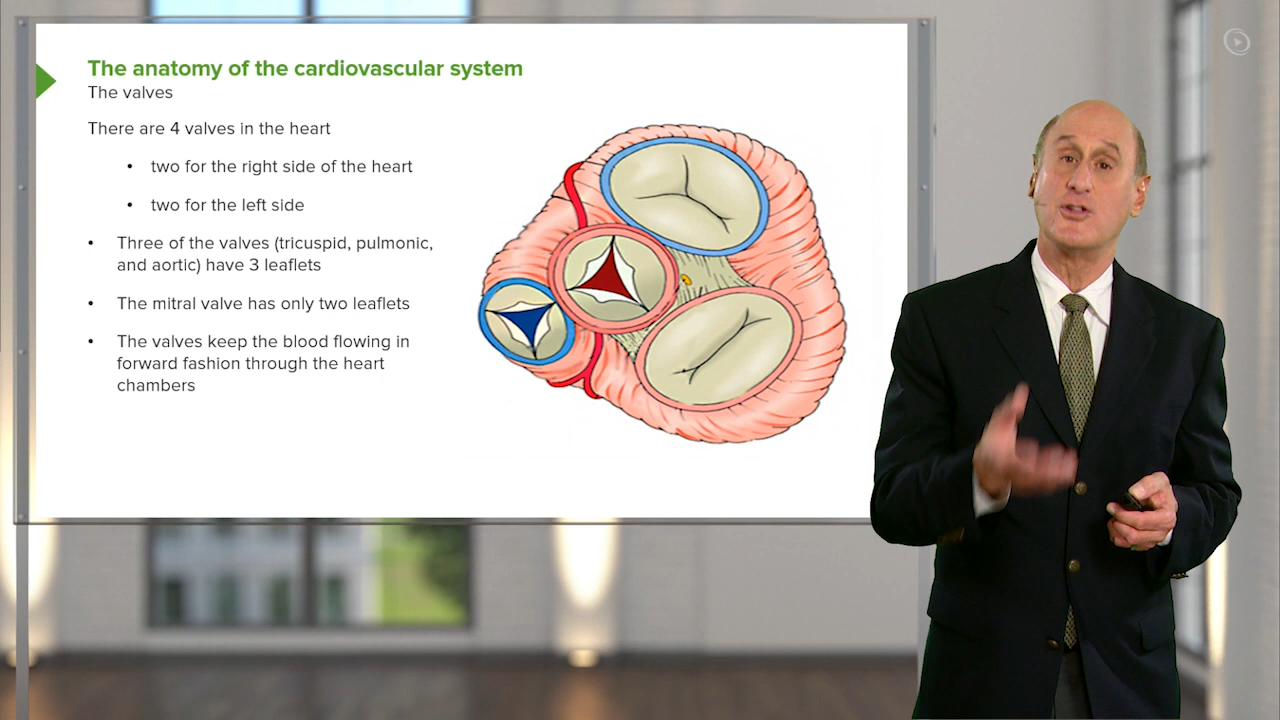 The anatomy of the cardiovascular system
The valves
There are 4 valves in the heart
• two for the right side of the heart
• two for the left side
• Three of the valves (tricuspid, pulmonic,
and aortic) have 3 leaflets
• The mitral valve has only two leaflets
• The valves keep the blood flowing in
forward fashion through the heart
chambers